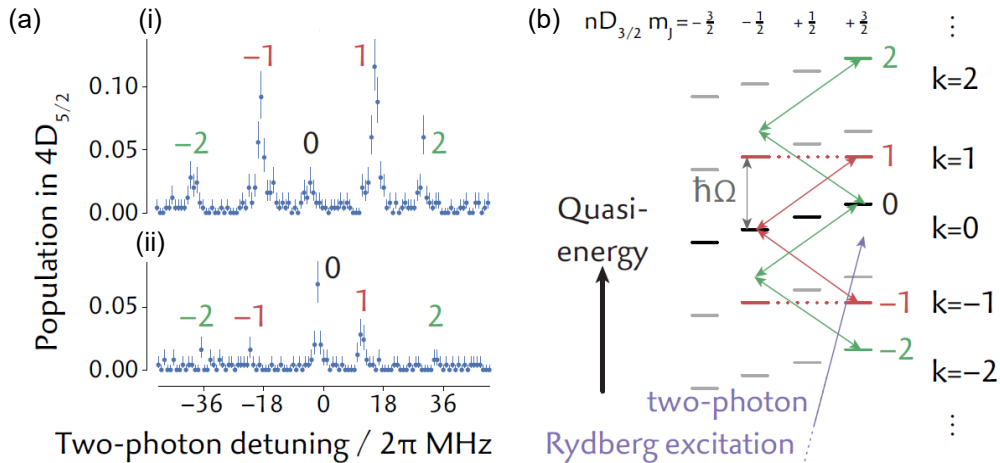 (a)
(i)
Population in 4D5/2
0.10
0.05
0.00
−2
−1
0
1
2
(ii)
0.05
0.00
−2
−1
0
1
2
−36 −18 0 18 36
Two-photon detuning / 2π MHz
(b)
nD3/2 mJ = − 3/2 − 1/2 + 1/2 + 3/2
⋮
2
k=2
1
k=1
ħΩ
0
k=0
Quasi-
energy
−1
k=−1
−2
k=−2
two-photon
Rydberg excitation
⋮